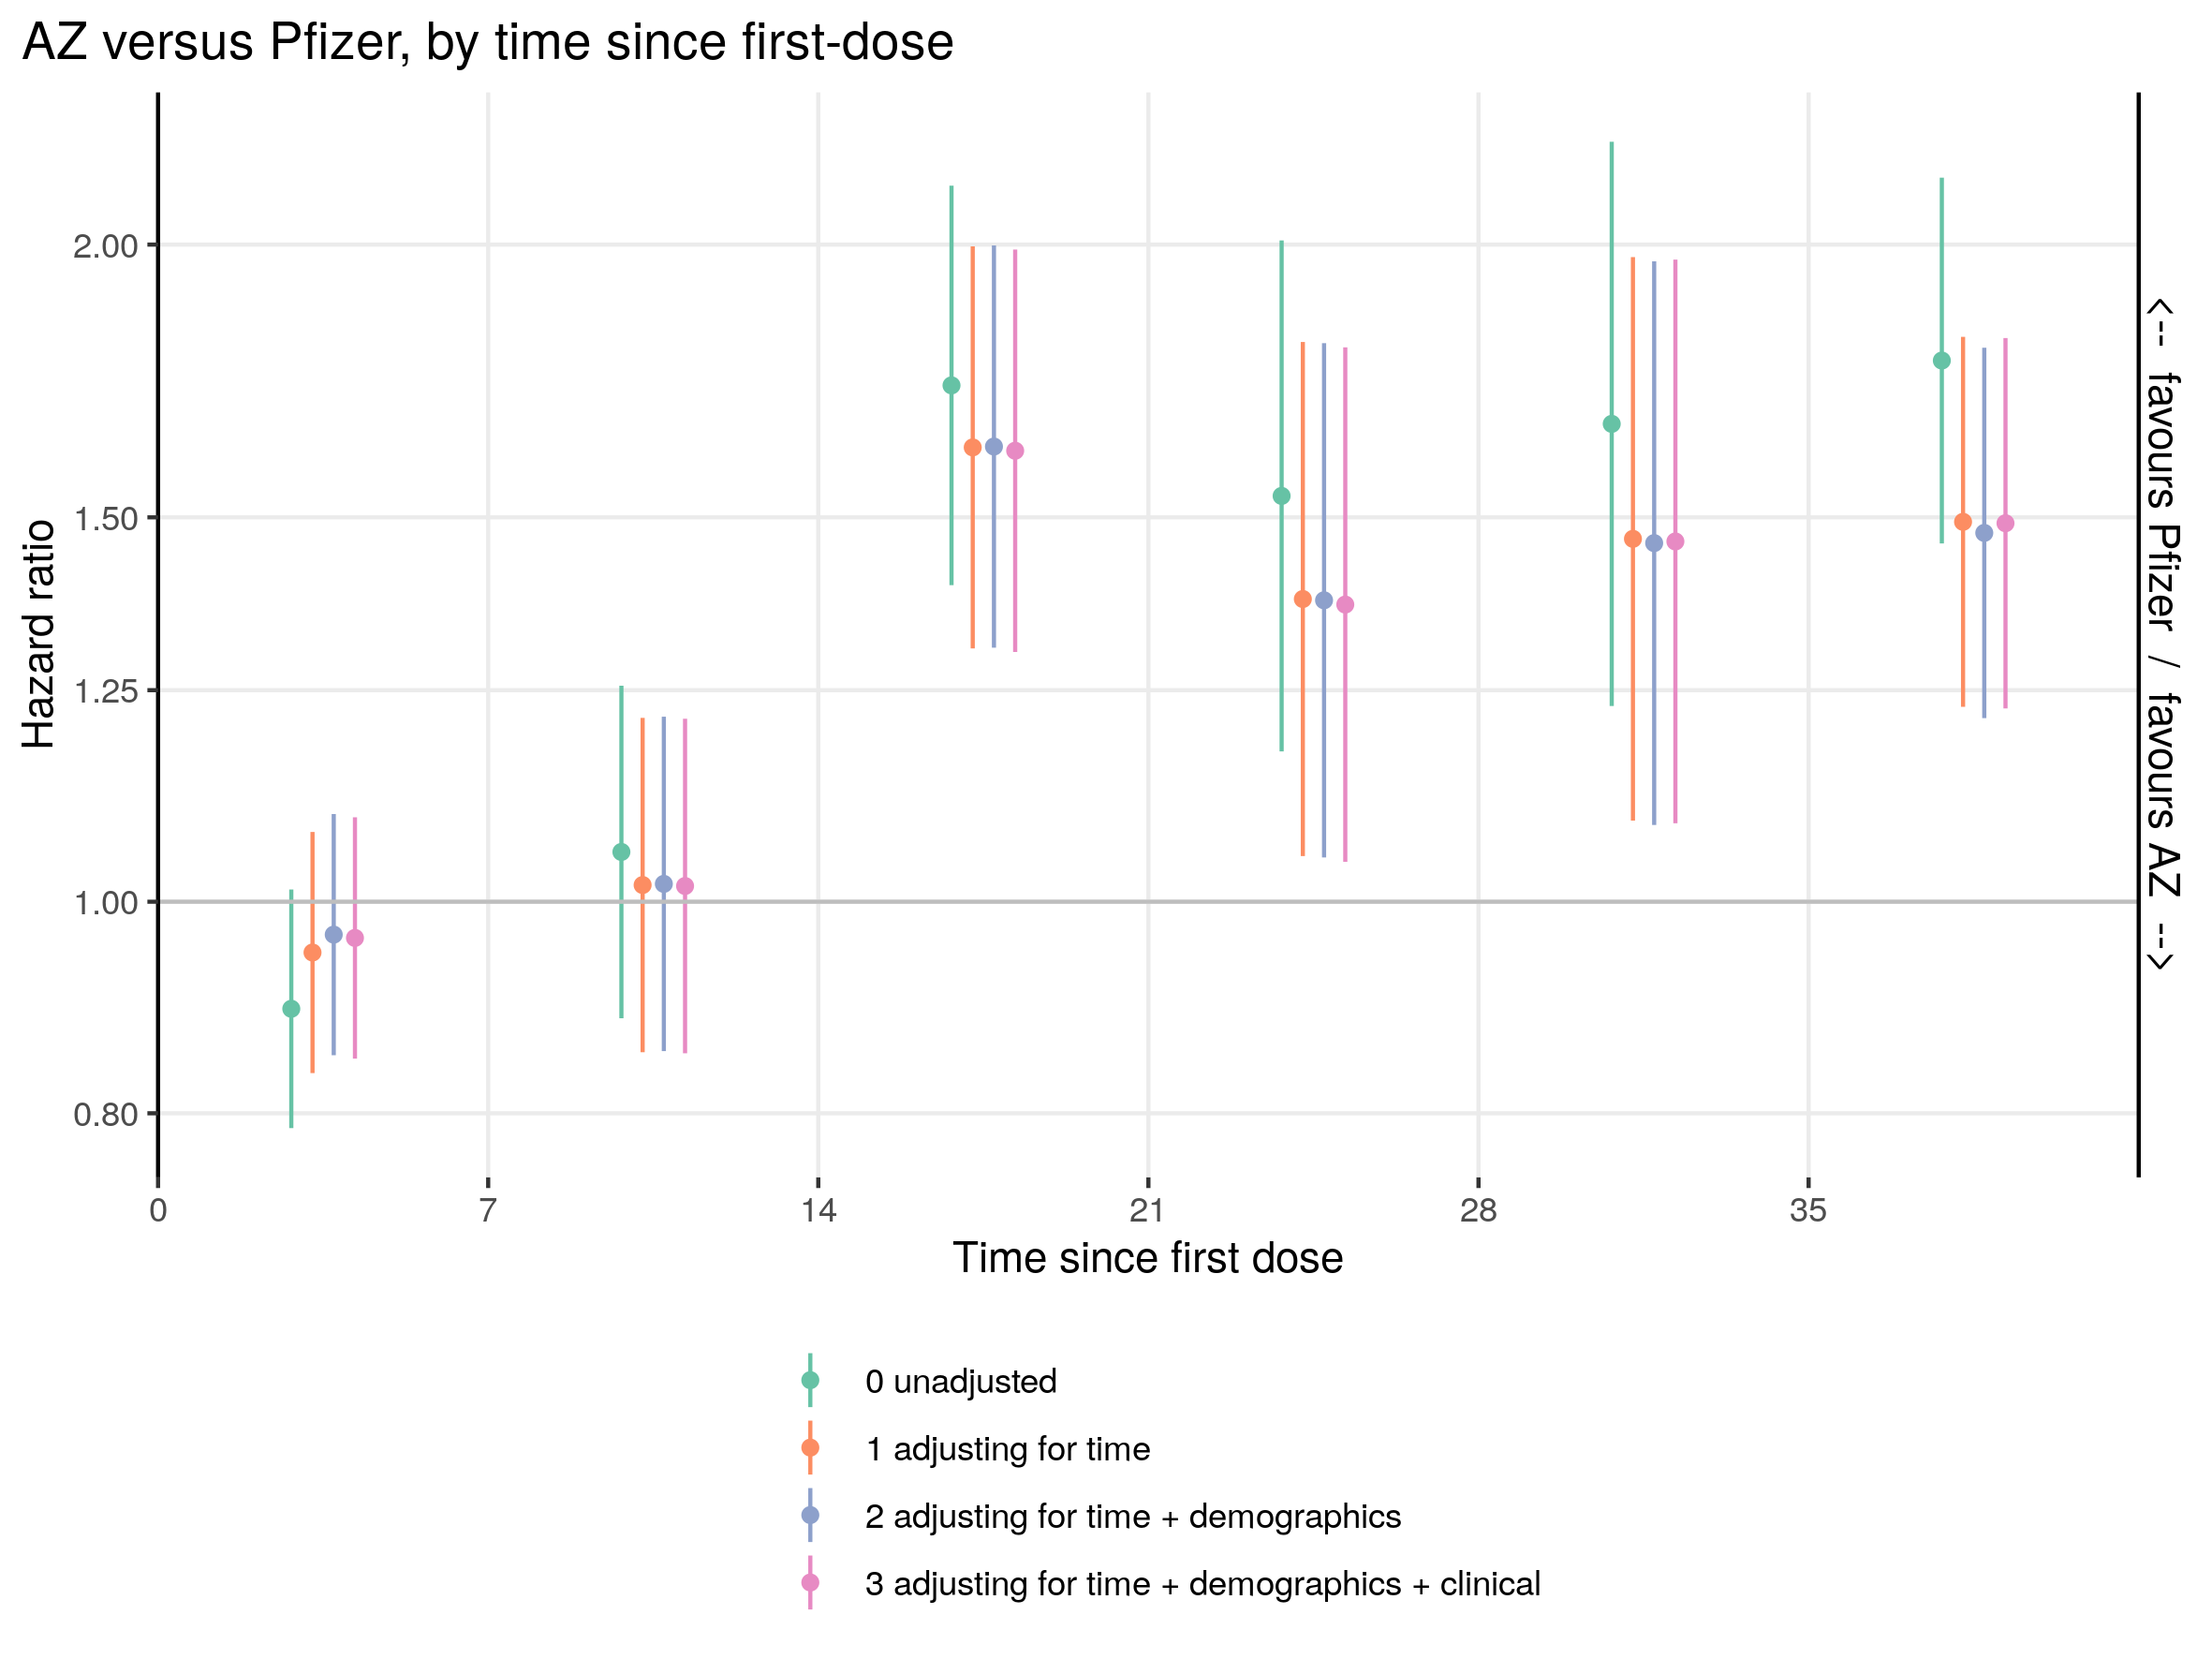 AZ versus Pfizer, by time since first-dose
Hazard ratio
2.00
1.50
1.25
1.00
0.80
0
7
14
21
28
35
Time since first dose
<-- favours Pfizer / favours AZ -->
0 unadjusted
1 adjusting for time
2 adjusting for time + demographics
3 adjusting for time + demographics + clinical